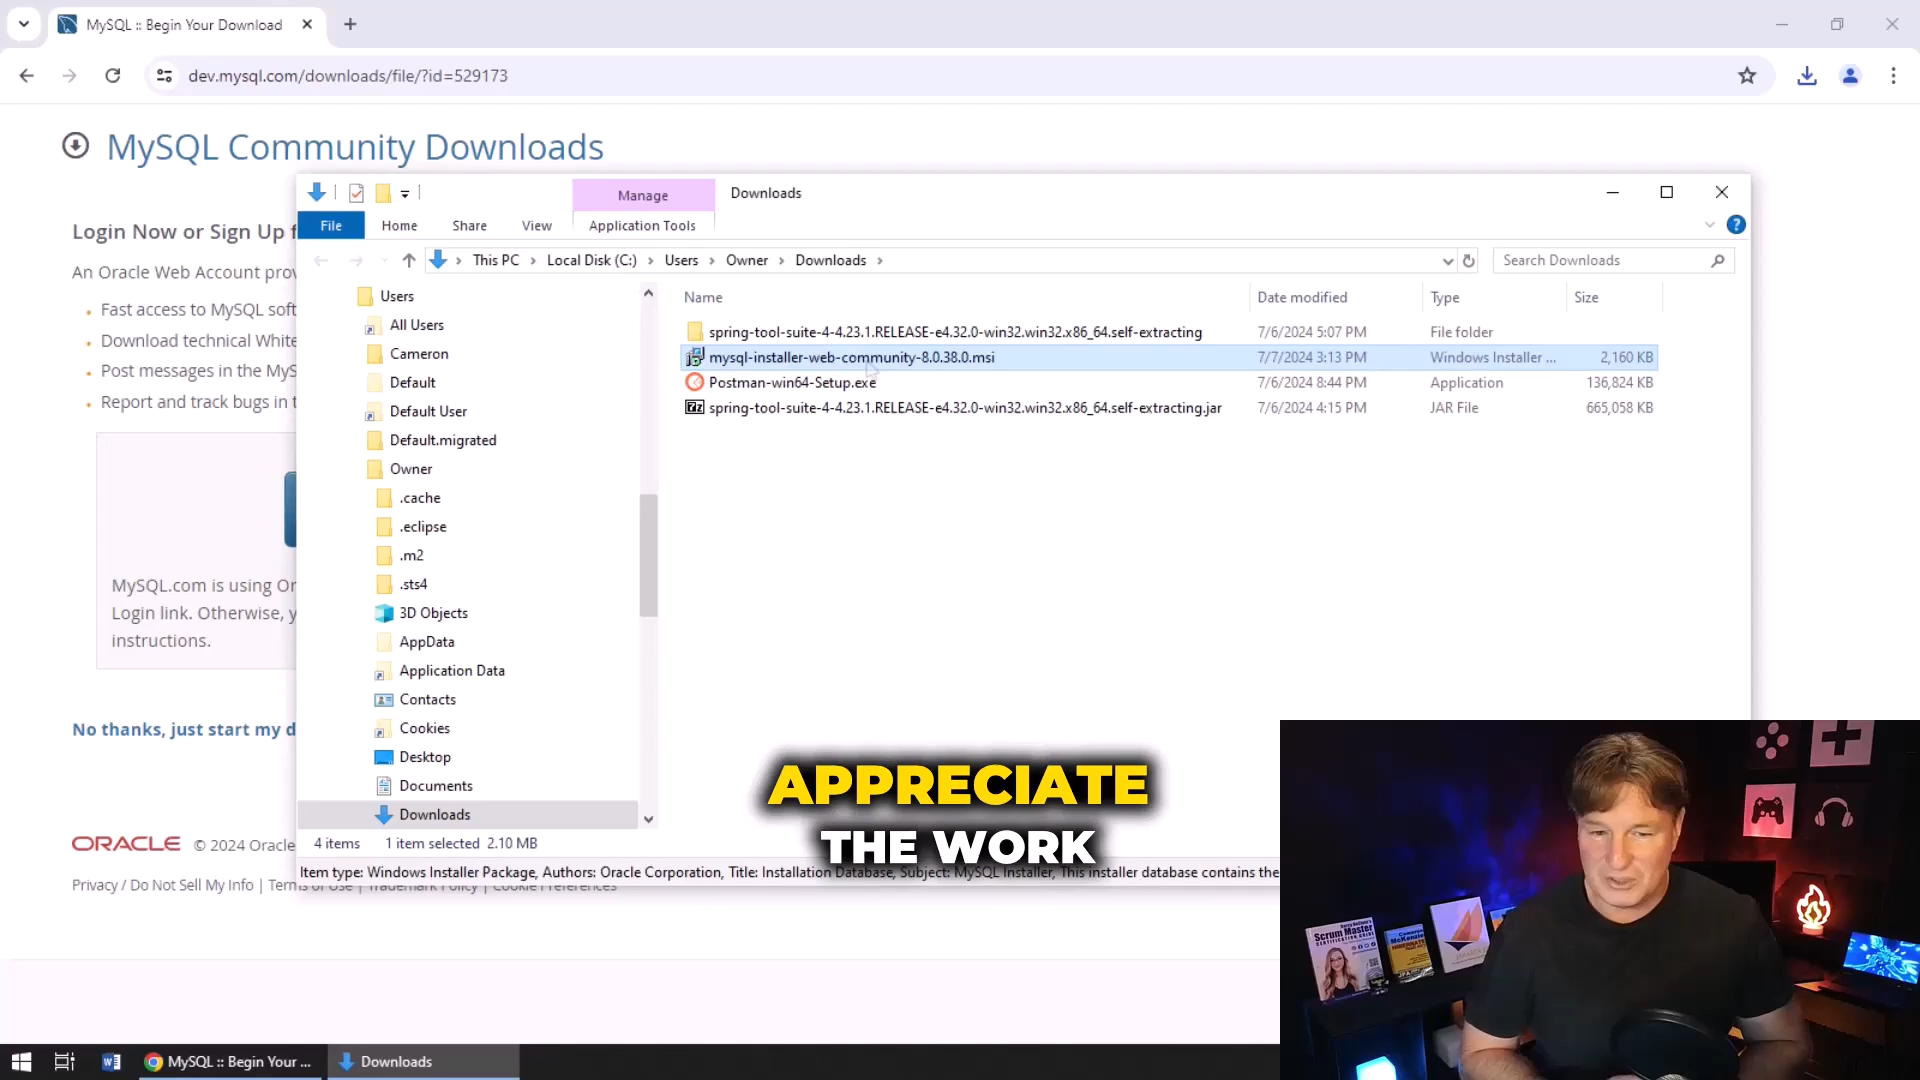 MySQL :: Begin Your Download
dev.mysql.com/downloads/file/?id=529173
MySQL Community Downloads
Login Now or Sign Up f
An Oracle Web Account prov
Fast access to MySQL soft
Download technical White
Post messages in the MyS
Report and track bugs in t
MySQL.com is using Or
Login link. Otherwise, y
instructions.
No thanks, just start my d
ORACLE © 2024 Oracle
Privacy / Do Not Sell My Info | Terms of Use | Trademark Policy | Cookie Preferences
Manage
Downloads
File
Home
Share
View
Application Tools
This PC
Local Disk (C:)
Users
Owner
Downloads
Search Downloads
Users
All Users
Cameron
Default
Default User
Default.migrated
Owner
.cache
.eclipse
.m2
.sts4
3D Objects
AppData
Application Data
Contacts
Cookies
Desktop
Documents
Downloads
Name Date modified Type Size
spring-tool-suite-4-4.23.1.RELEASE-e4.32.0-win32.win32.x86_64.self-extracting 7/6/2024 5:07 PM File folder
mysql-installer-web-community-8.0.38.0.msi 7/7/2024 3:13 PM Windows Installer ... 2,160 KB
Postman-win64-Setup.exe 7/6/2024 8:44 PM Application 136,824 KB
spring-tool-suite-4-4.23.1.RELEASE-e4.32.0-win32.win32.x86_64.self-extracting.jar 7/6/2024 4:15 PM JAR File 665,058 KB
4 items 1 item selected 2.10 MB
Item type: Windows Installer Package, Authors: Oracle Corporation, Title: Installation Database, Subject: MySQL Installer, This installer database contains the
APPRECIATE
THE WORK
Scrum Master
CERTIFICATION GUIDE
HIBERNATE
JPA
MySQL :: Begin Your ...
Downloads